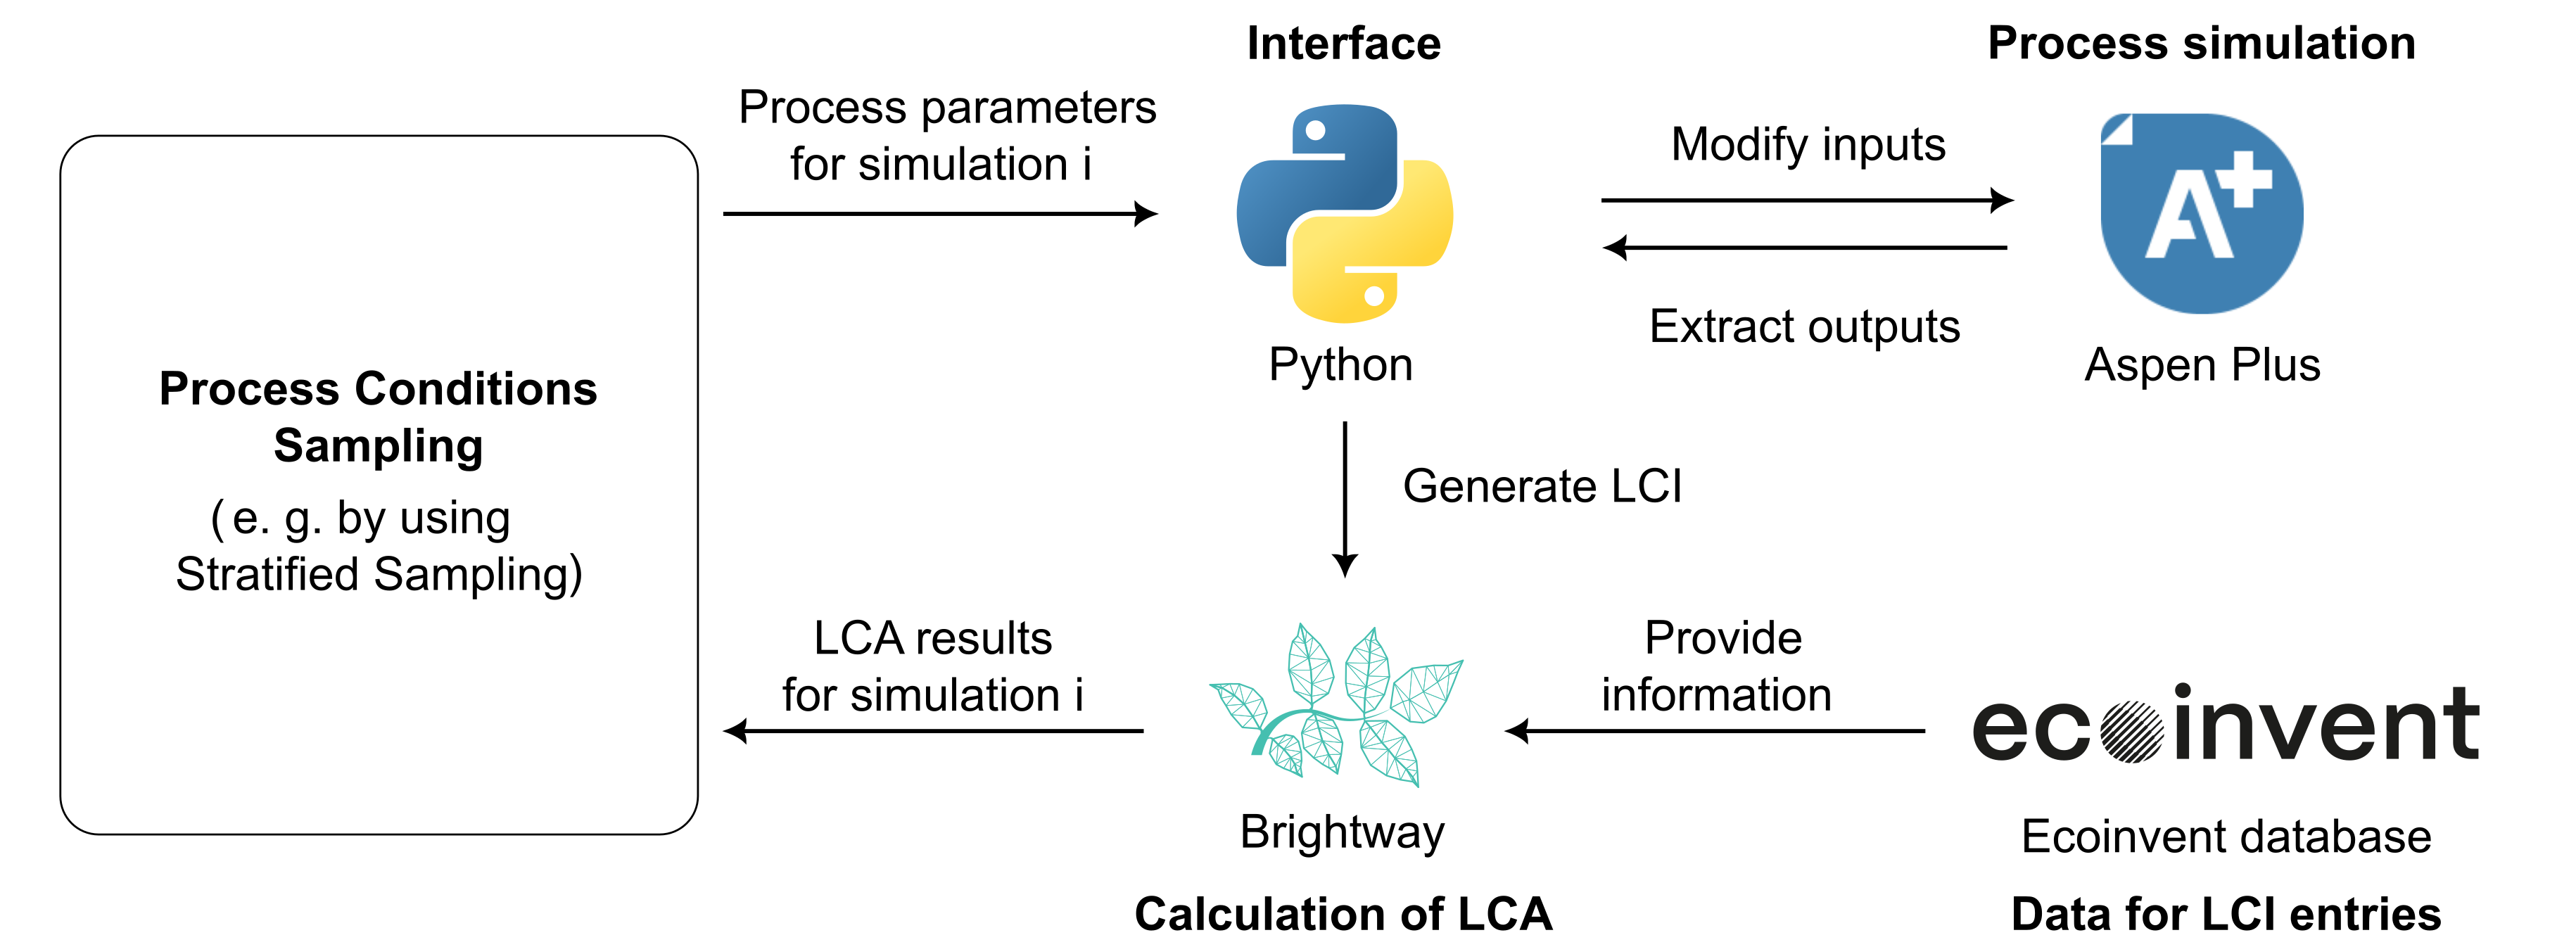 Interface
Process simulation
Process parameters
for simulation i
Modify inputs
A+
Extract outputs
Python
Aspen Plus
Process Conditions
Sampling
(e. g. by using
Stratified Sampling)
Generate LCI
LCA results
for simulation i
Provide
information
ecoinvent
Brightway
Ecoinvent database
Calculation of LCA
Data for LCI entries